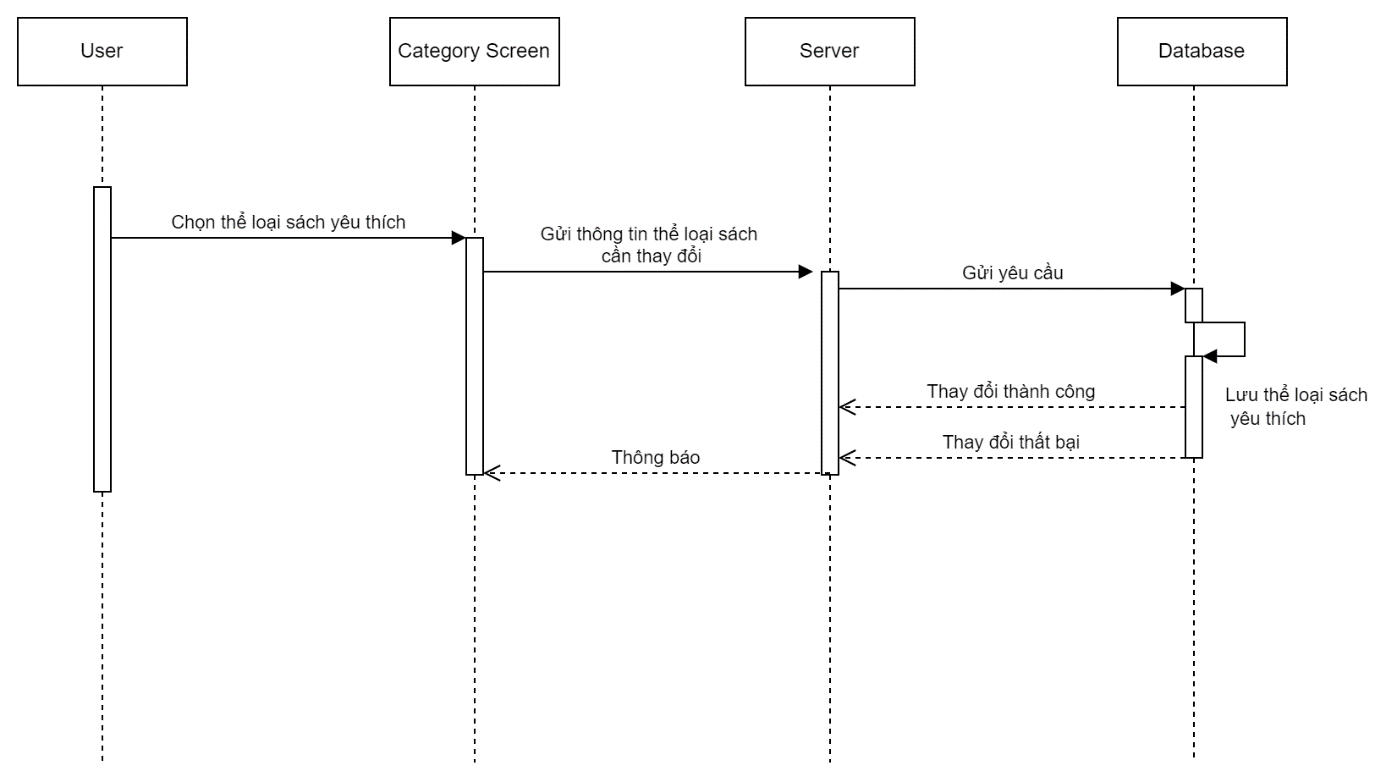 User
Category Screen
Server
Database
Chọn thể loại sách yêu thích
Gửi thông tin thể loại sách
cần thay đổi
Gửi yêu cầu
Lưu thể loại sách
yêu thích
Thay đổi thành công
Thay đổi thất bại
Thông báo